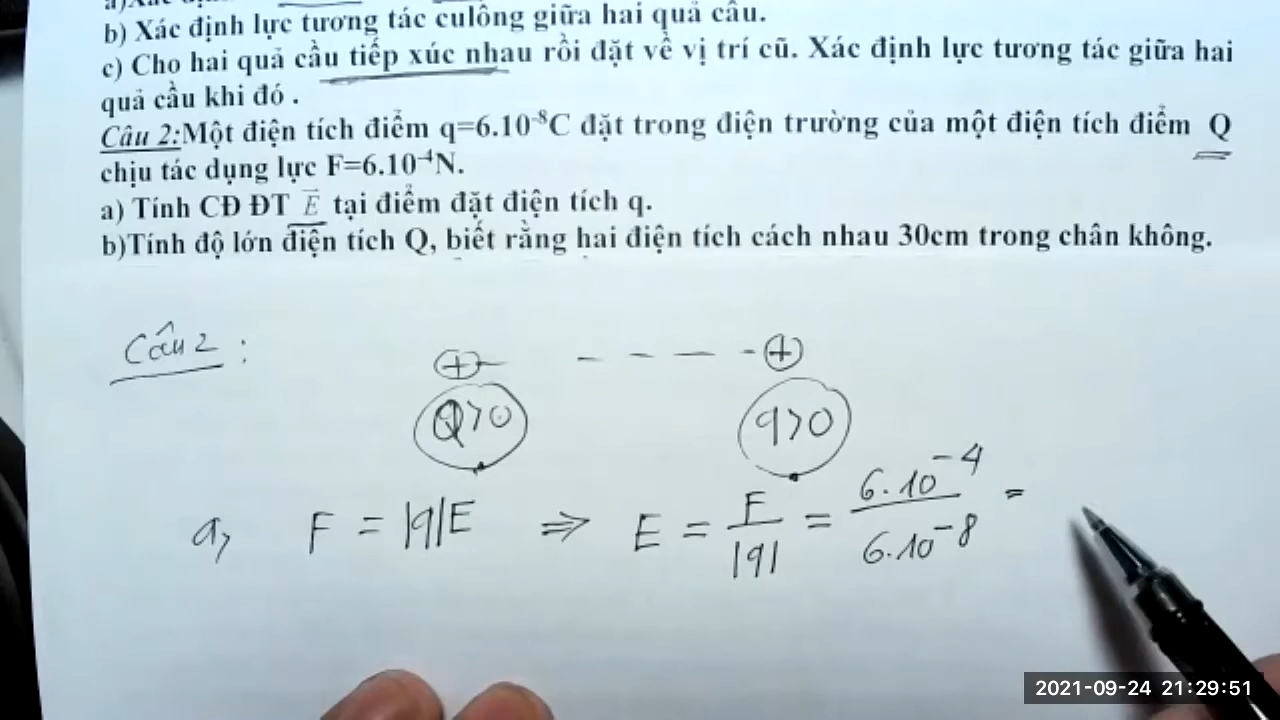 b) Xác định lực tương tác culông giữa hai quả cầu.
c) Cho hai quả cầu tiếp xúc nhau rồi đặt về vị trí cũ. Xác định lực tương tác giữa hai
quả cầu khi đó .
Câu 2:Một điện tích điểm q=6.10⁻⁸C đặt trong điện trường của một điện tích điểm Q
chịu tác dụng lực F=6.10⁻⁴N.
a) Tính CĐ ĐT E⃗ tại điểm đặt điện tích q.
b)Tính độ lớn điện tích Q, biết rằng hai điện tích cách nhau 30cm trong chân không.
Câu 2 :
+ - - - - +
Q>0 q>0
a, F = |q|E ⇒ E = F/|q| = 6.10⁻⁴/6.10⁻⁸ =
2021-09-24 21:29:51